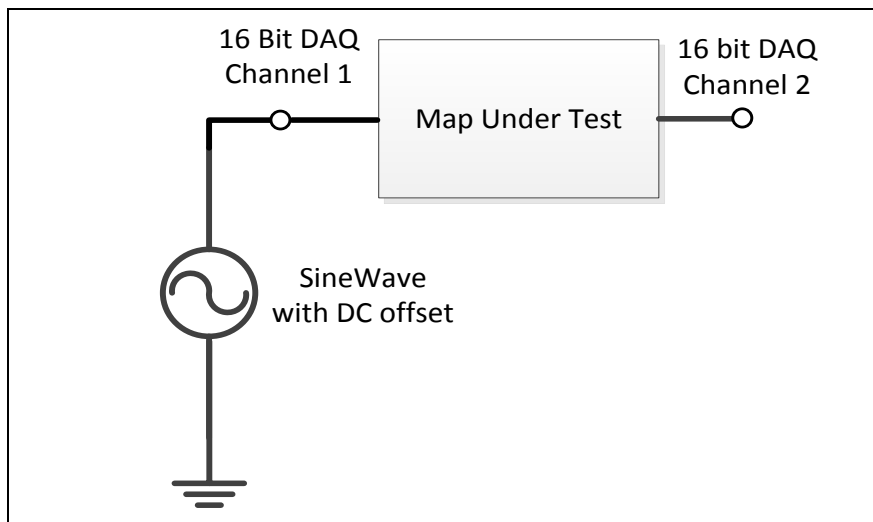 16 Bit DAQ
Channel 1
Map Under Test
16 bit DAQ
Channel 2
SineWave
with DC offset